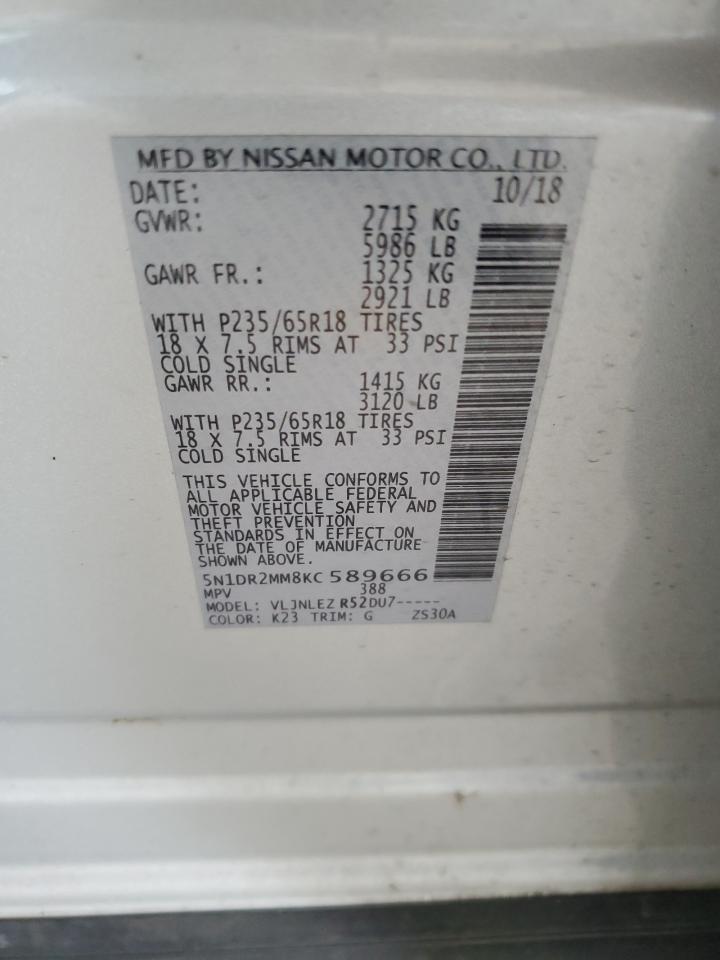 MFD BY NISSAN MOTOR CO., LTD.
DATE: 10/18
GVWR: 2715 KG
5986 LB
GAWR FR.: 1325 KG
2921 LB
WITH P235/65R18 TIRES
18 X 7.5 RIMS AT 33 PSI
COLD SINGLE
GAWR RR.: 1415 KG
3120 LB
WITH P235/65R18 TIRES
18 X 7.5 RIMS AT 33 PSI
COLD SINGLE
THIS VEHICLE CONFORMS TO
ALL APPLICABLE FEDERAL
MOTOR VEHICLE SAFETY AND
THEFT PREVENTION
STANDARDS IN EFFECT ON
THE DATE OF MANUFACTURE
SHOWN ABOVE.
5N1DR2MM8KC589666
MPV 388
MODEL: VLJNLEZ R52DU7-----
COLOR: K23 TRIM: G ZS30A